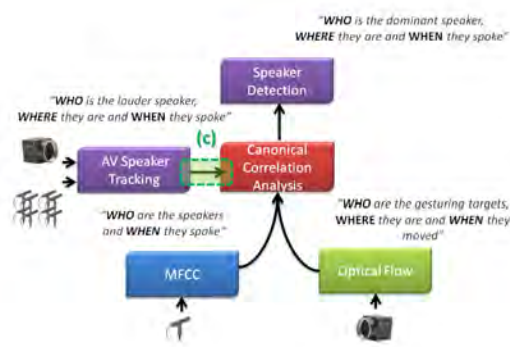 "WHO is the dominant speaker,
WHERE they are and WHEN they spoke"
Speaker
Detection
"WHO is the louder speaker,
WHERE they are and WHEN they spoke"
(c)
AV Speaker
Tracking
Canonical
Correlation
Analysis
"WHO are the speakers
and WHEN they spoke"
"WHO are the gesturing targets,
WHERE they are and WHEN they
moved"
MFCC
Optical Flow